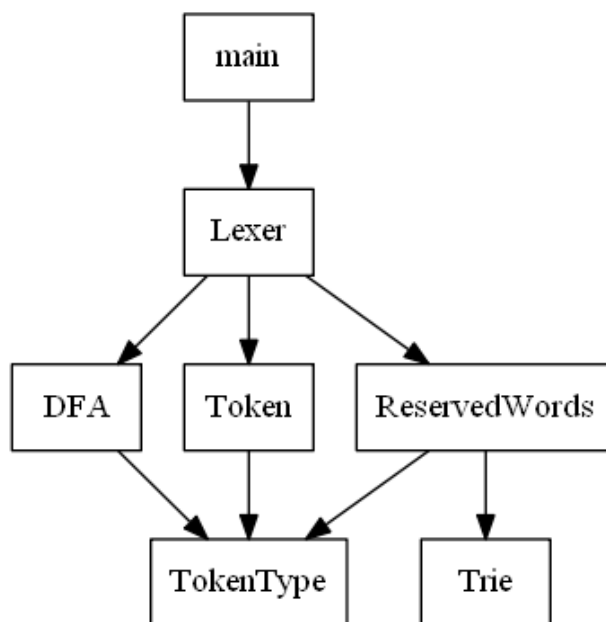 main
Lexer
DFA
Token
ReservedWords
TokenType
Trie